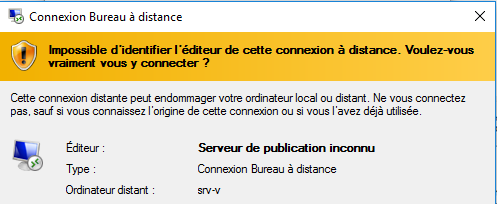 Connexion Bureau à distance
Impossible d'identifier l'éditeur de cette connexion à distance. Voulez-vous
vraiment vous y connecter ?
Cette connexion distante peut endommager votre ordinateur local ou distant. Ne vous connectez
pas, sauf si vous connaissez l'origine de cette connexion ou si vous l'avez déjà utilisée.
Éditeur : Serveur de publication inconnu
Type : Connexion Bureau à distance
Ordinateur distant : srv-v